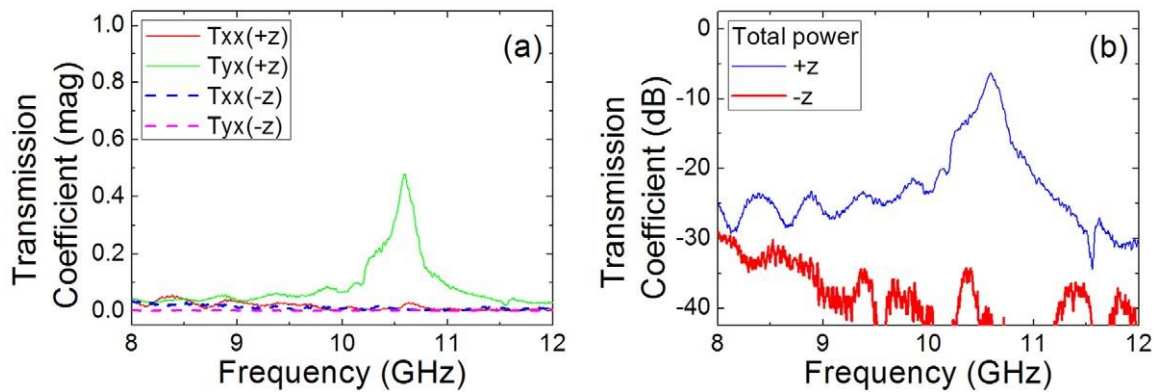 Transmission
Coefficient (mag)
1.0
0.8
0.6
0.4
0.2
0.0
Txx(+z)
Tyx(+z)
Txx(-z)
Tyx(-z)
(a)
8 9 10 11 12
Frequency (GHz)
Transmission
Coefficient (dB)
0
-10
-20
-30
-40
Total power
+z
-z
(b)
8 9 10 11 12
Frequency (GHz)